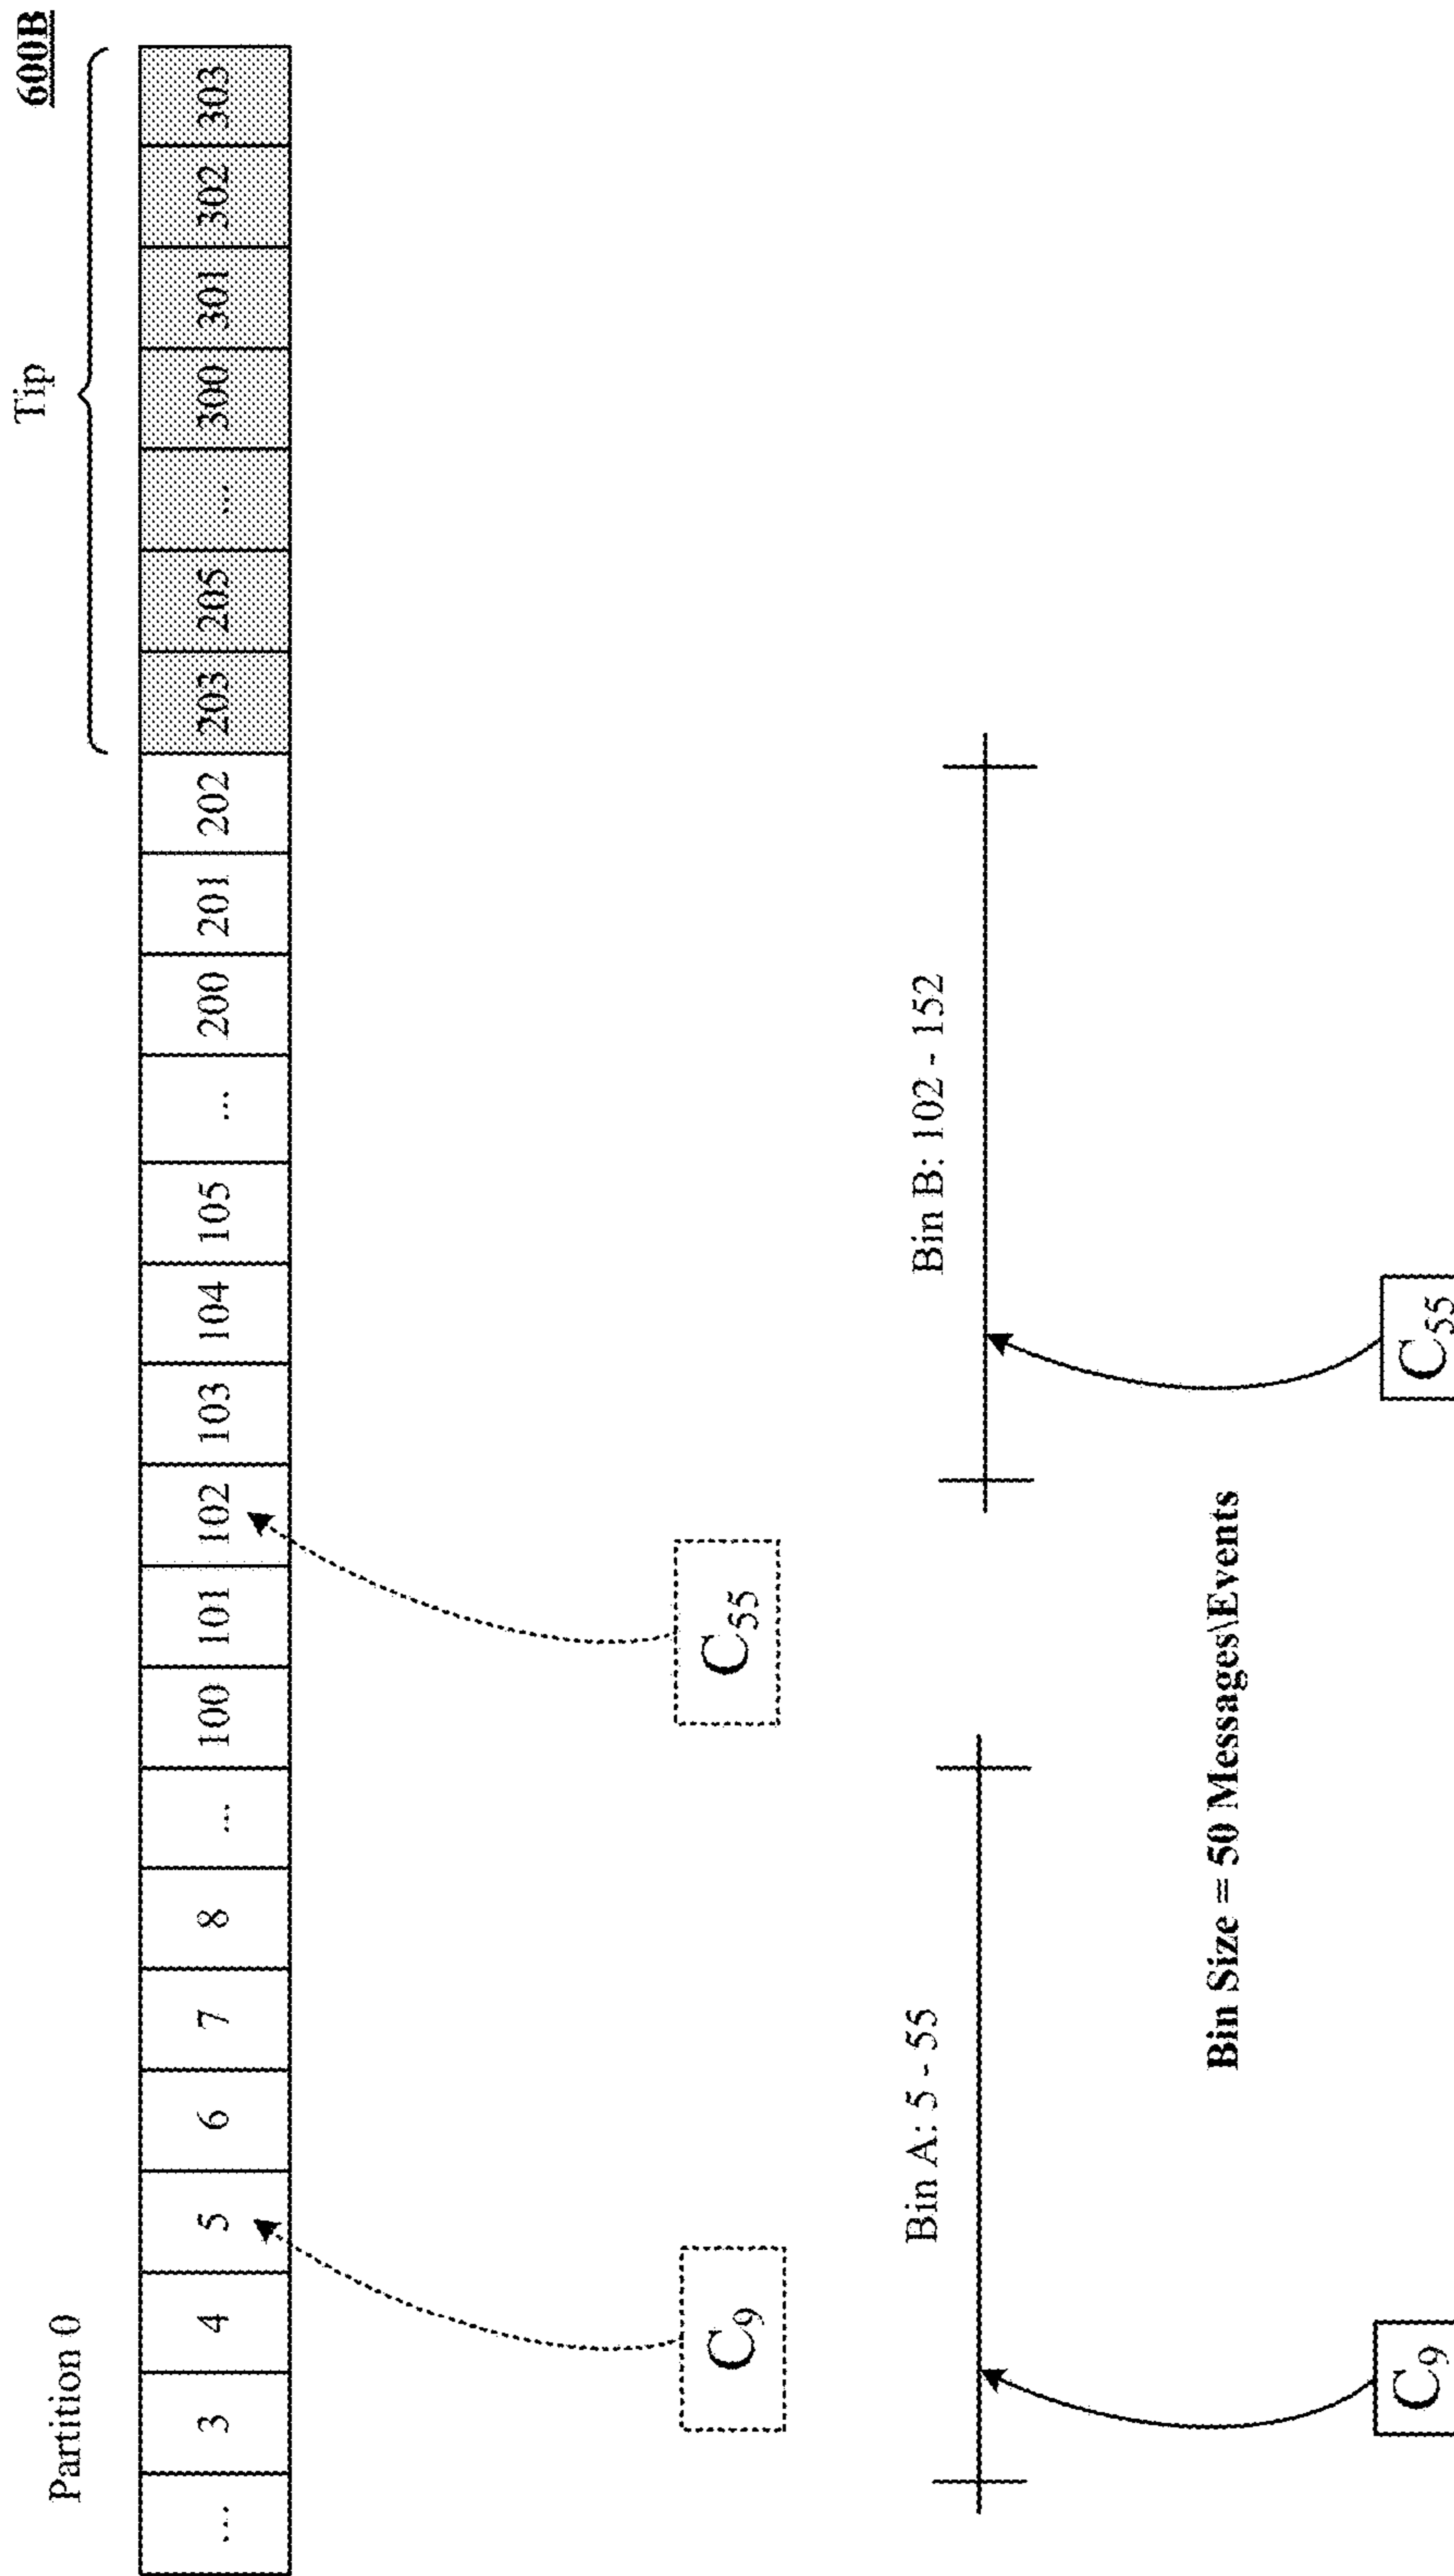 600B
Partition 0
Tip
... 3 4 5 6 7 8 ... 100 101 102 103 104 105 ... 200 201 202 203 205 ... 300 301 302 303
C9
C55
Bin A: 5 - 55
Bin B: 102 - 152
Bin Size = 50 Messages\Events
C9
C55